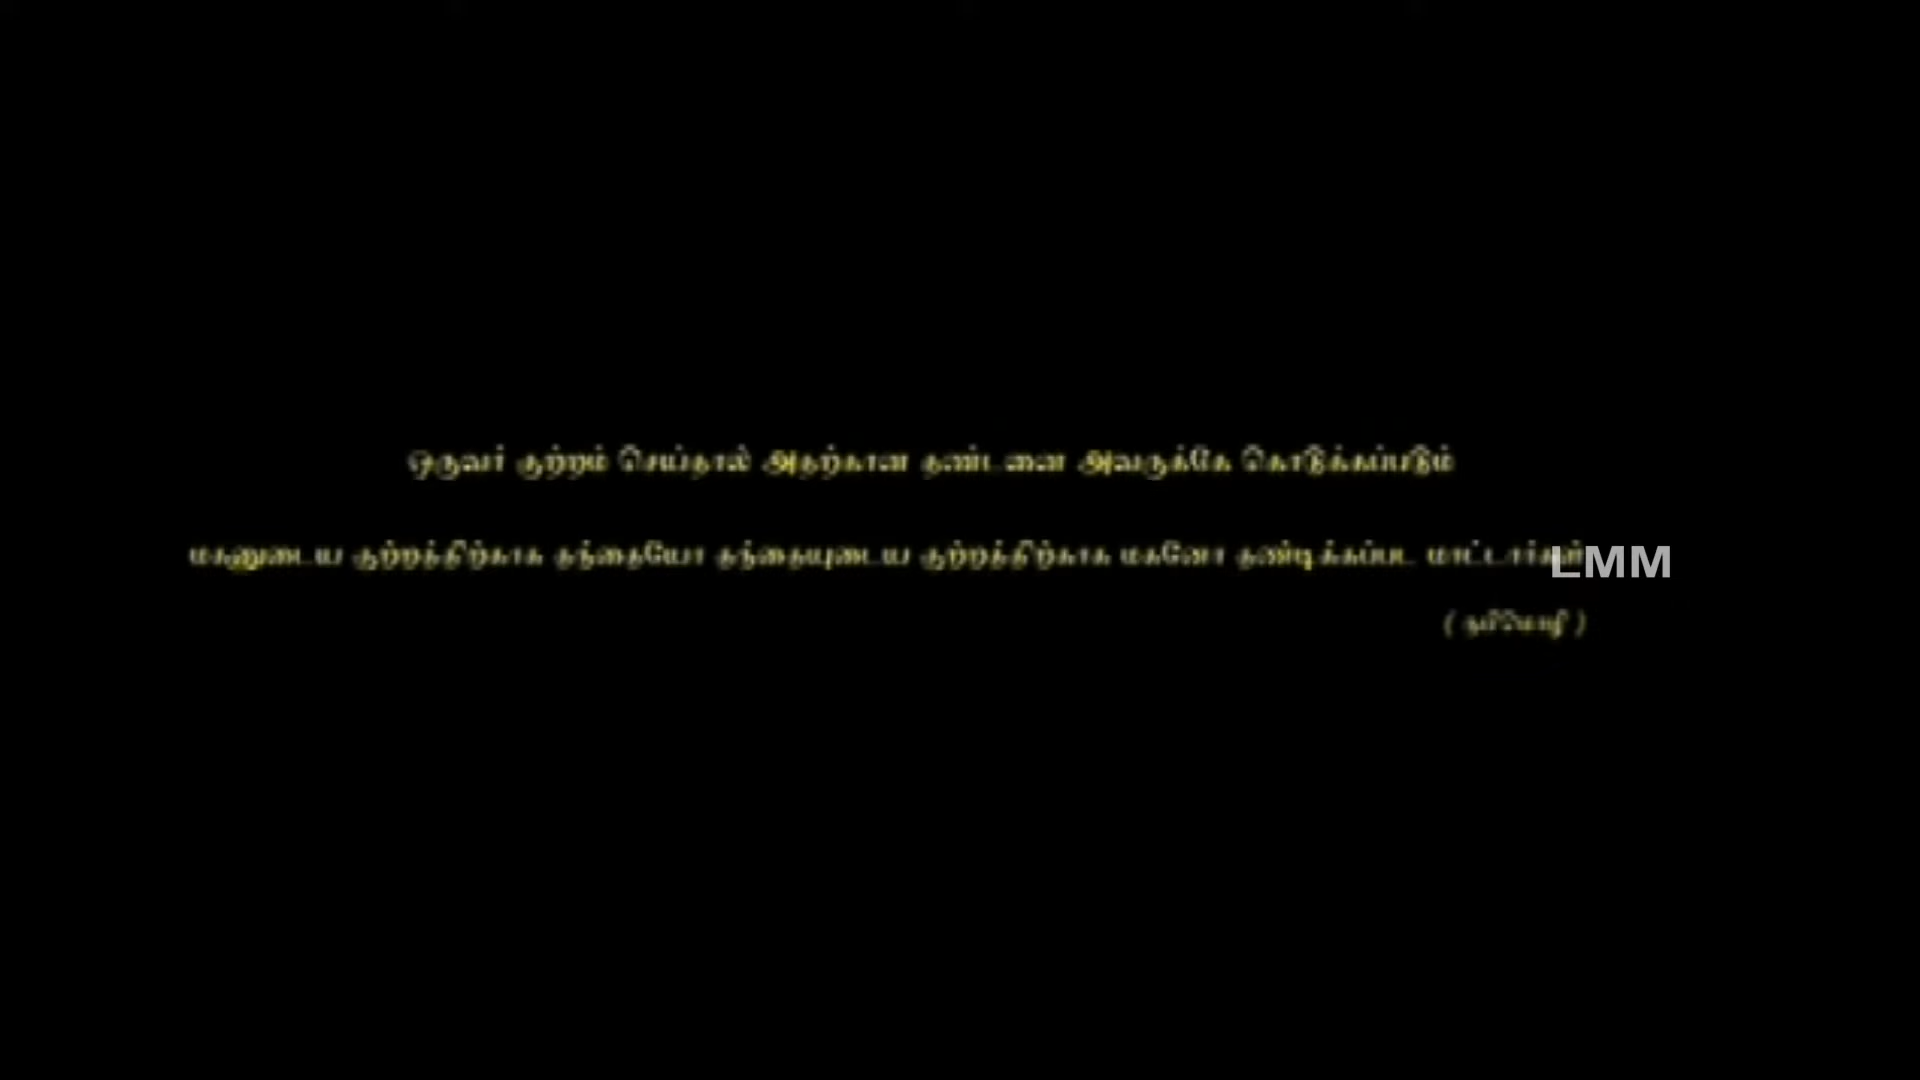 ஒருவர் குற்றம் செய்தால் அதற்கான தண்டனை அவருக்கே கொடுக்கப்படும்
மகனுடைய குற்றத்திற்காக தந்தையோ தந்தையுடைய குற்றத்திற்காக மகனோ தண்டிக்கப்பட மாட்டார்கள்
LMM
( நபிமொழி )